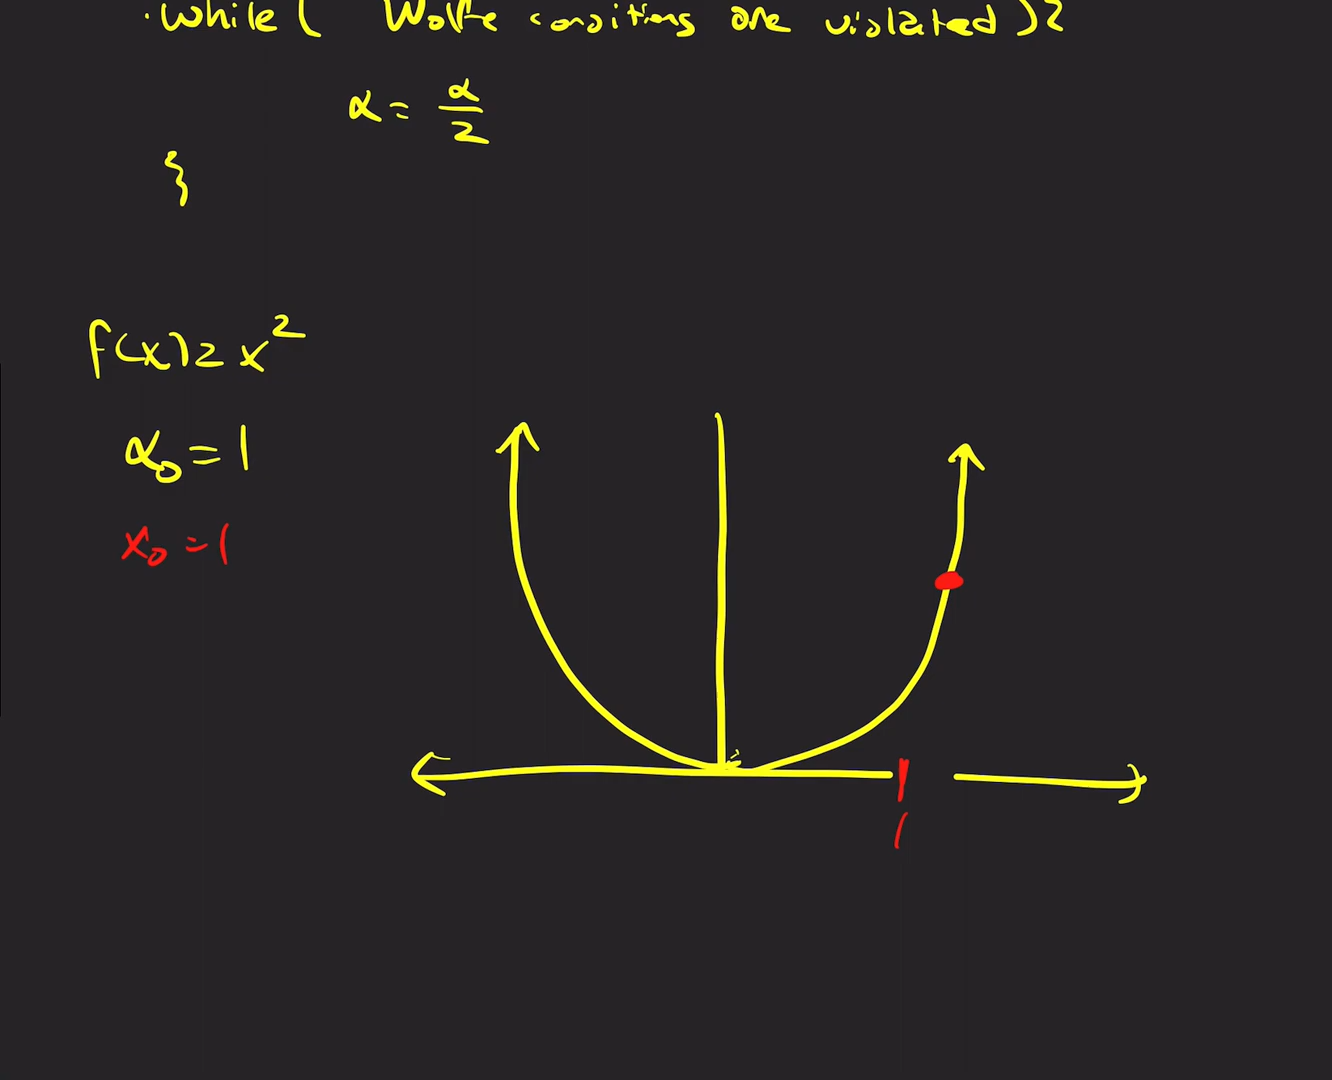 ·while( Wolfe conditions are violated){
α = α/2
}
f(x)=x²
α₀=1
x₀=1
1